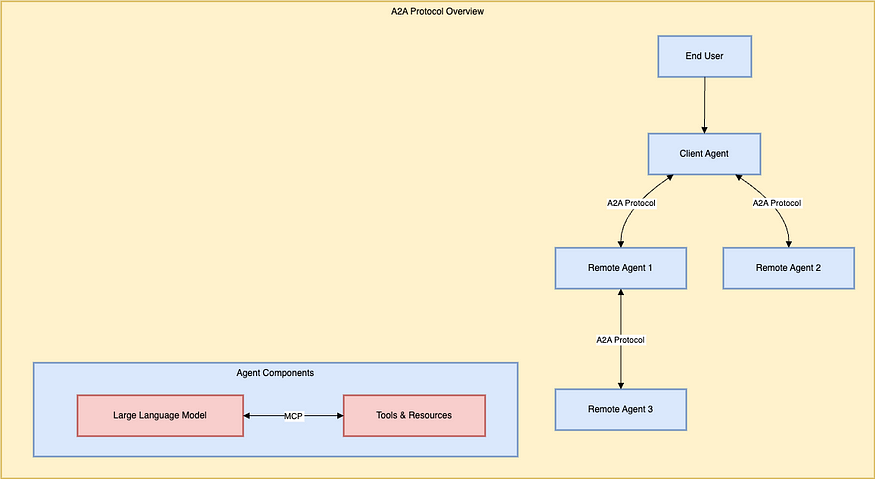 A2A Protocol Overview
End User
Client Agent
A2A Protocol
A2A Protocol
Remote Agent 1
Remote Agent 2
A2A Protocol
Agent Components
Large Language Model
MCP
Tools & Resources
Remote Agent 3